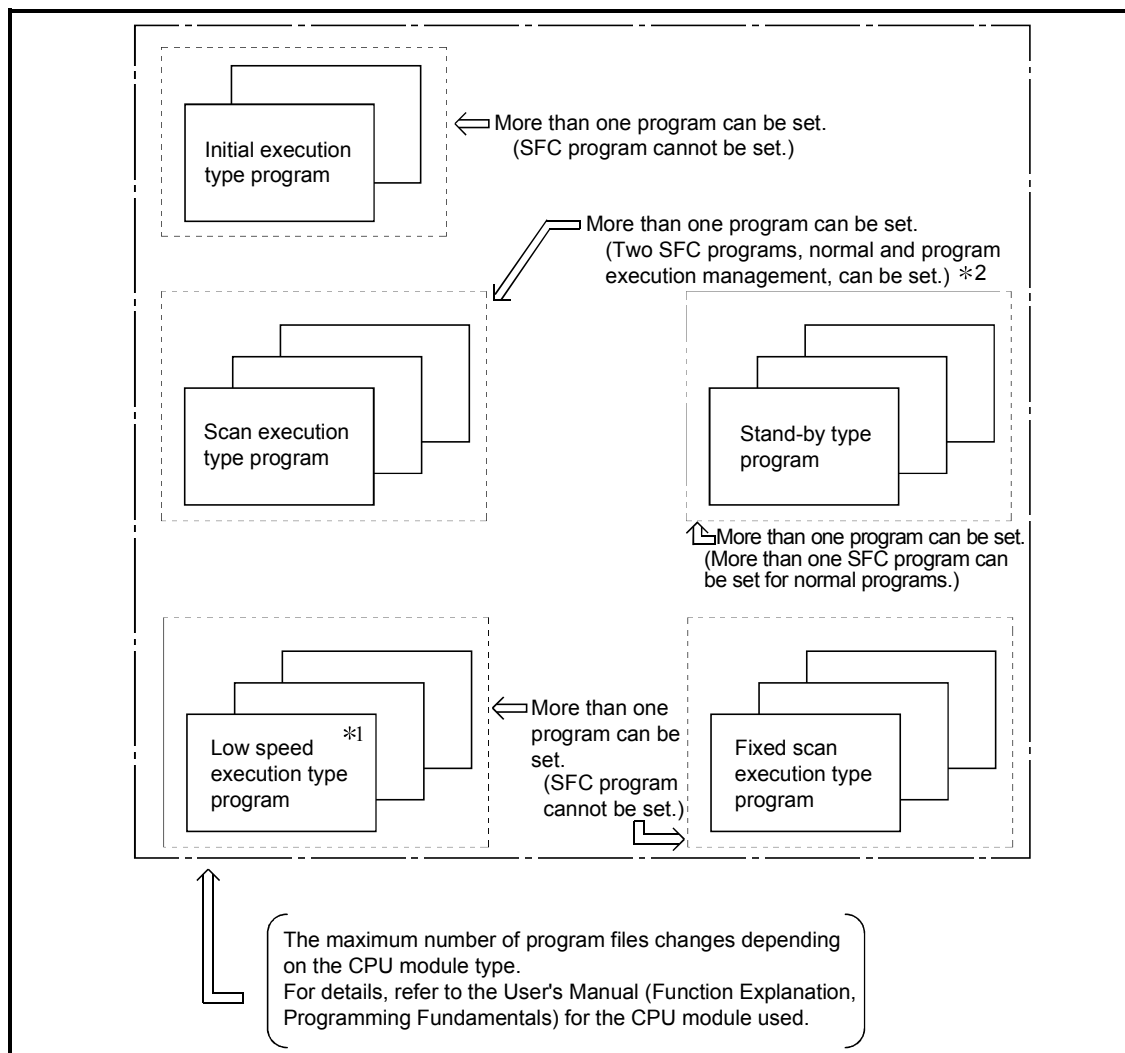 Initial execution
type program
More than one program can be set.
(SFC program cannot be set.)
More than one program can be set.
(Two SFC programs, normal and program
execution management, can be set.) *2
Scan execution
type program
Stand-by type
program
More than one program can be set.
(More than one SFC program can
be set for normal programs.)
Low speed *1
execution type
program
More than one
program can be
set.
(SFC program
cannot be set.)
Fixed scan
execution type
program
The maximum number of program files changes depending
on the CPU module type.
For details, refer to the User's Manual (Function Explanation,
Programming Fundamentals) for the CPU module used.